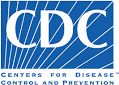 CDC
CENTERS FOR DISEASE™
CONTROL AND PREVENTION